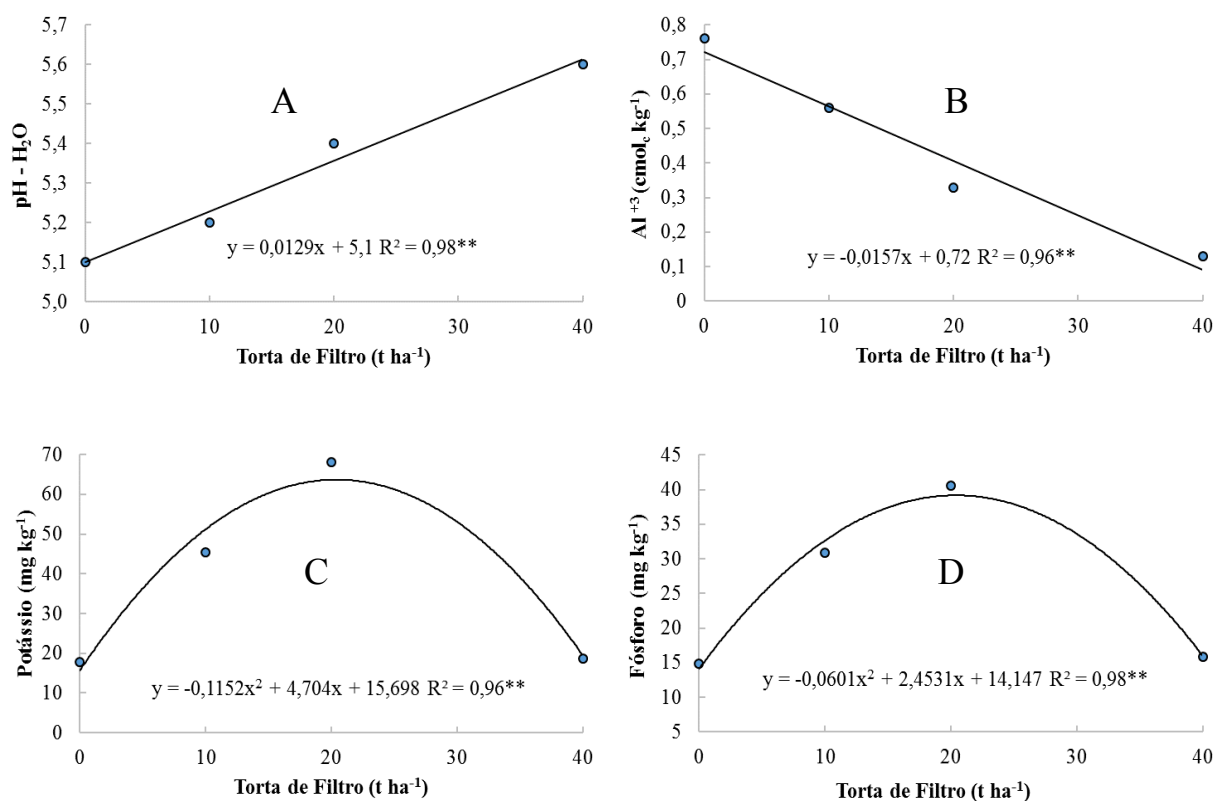 5,7
5,6
5,5
5,4
5,3
5,2
5,1
5,0
pH - H₂O
A
y = 0,0129x + 5,1 R² = 0,98**
0 10 20 30 40
Torta de Filtro (t ha⁻¹)
0,8
0,7
0,6
0,5
0,4
0,3
0,2
0,1
0
Al⁺³ (cmol꜀ kg⁻¹)
B
y = -0,0157x + 0,72 R² = 0,96**
0 10 20 30 40
Torta de Filtro (t ha⁻¹)
70
60
50
40
30
20
10
0
Potássio (mg kg⁻¹)
C
y = -0,1152x² + 4,704x + 15,698 R² = 0,96**
0 10 20 30 40
Torta de Filtro (t ha⁻¹)
45
40
35
30
25
20
15
10
5
Fósforo (mg kg⁻¹)
D
y = -0,0601x² + 2,4531x + 14,147 R² = 0,98**
0 10 20 30 40
Torta de Filtro (t ha⁻¹)